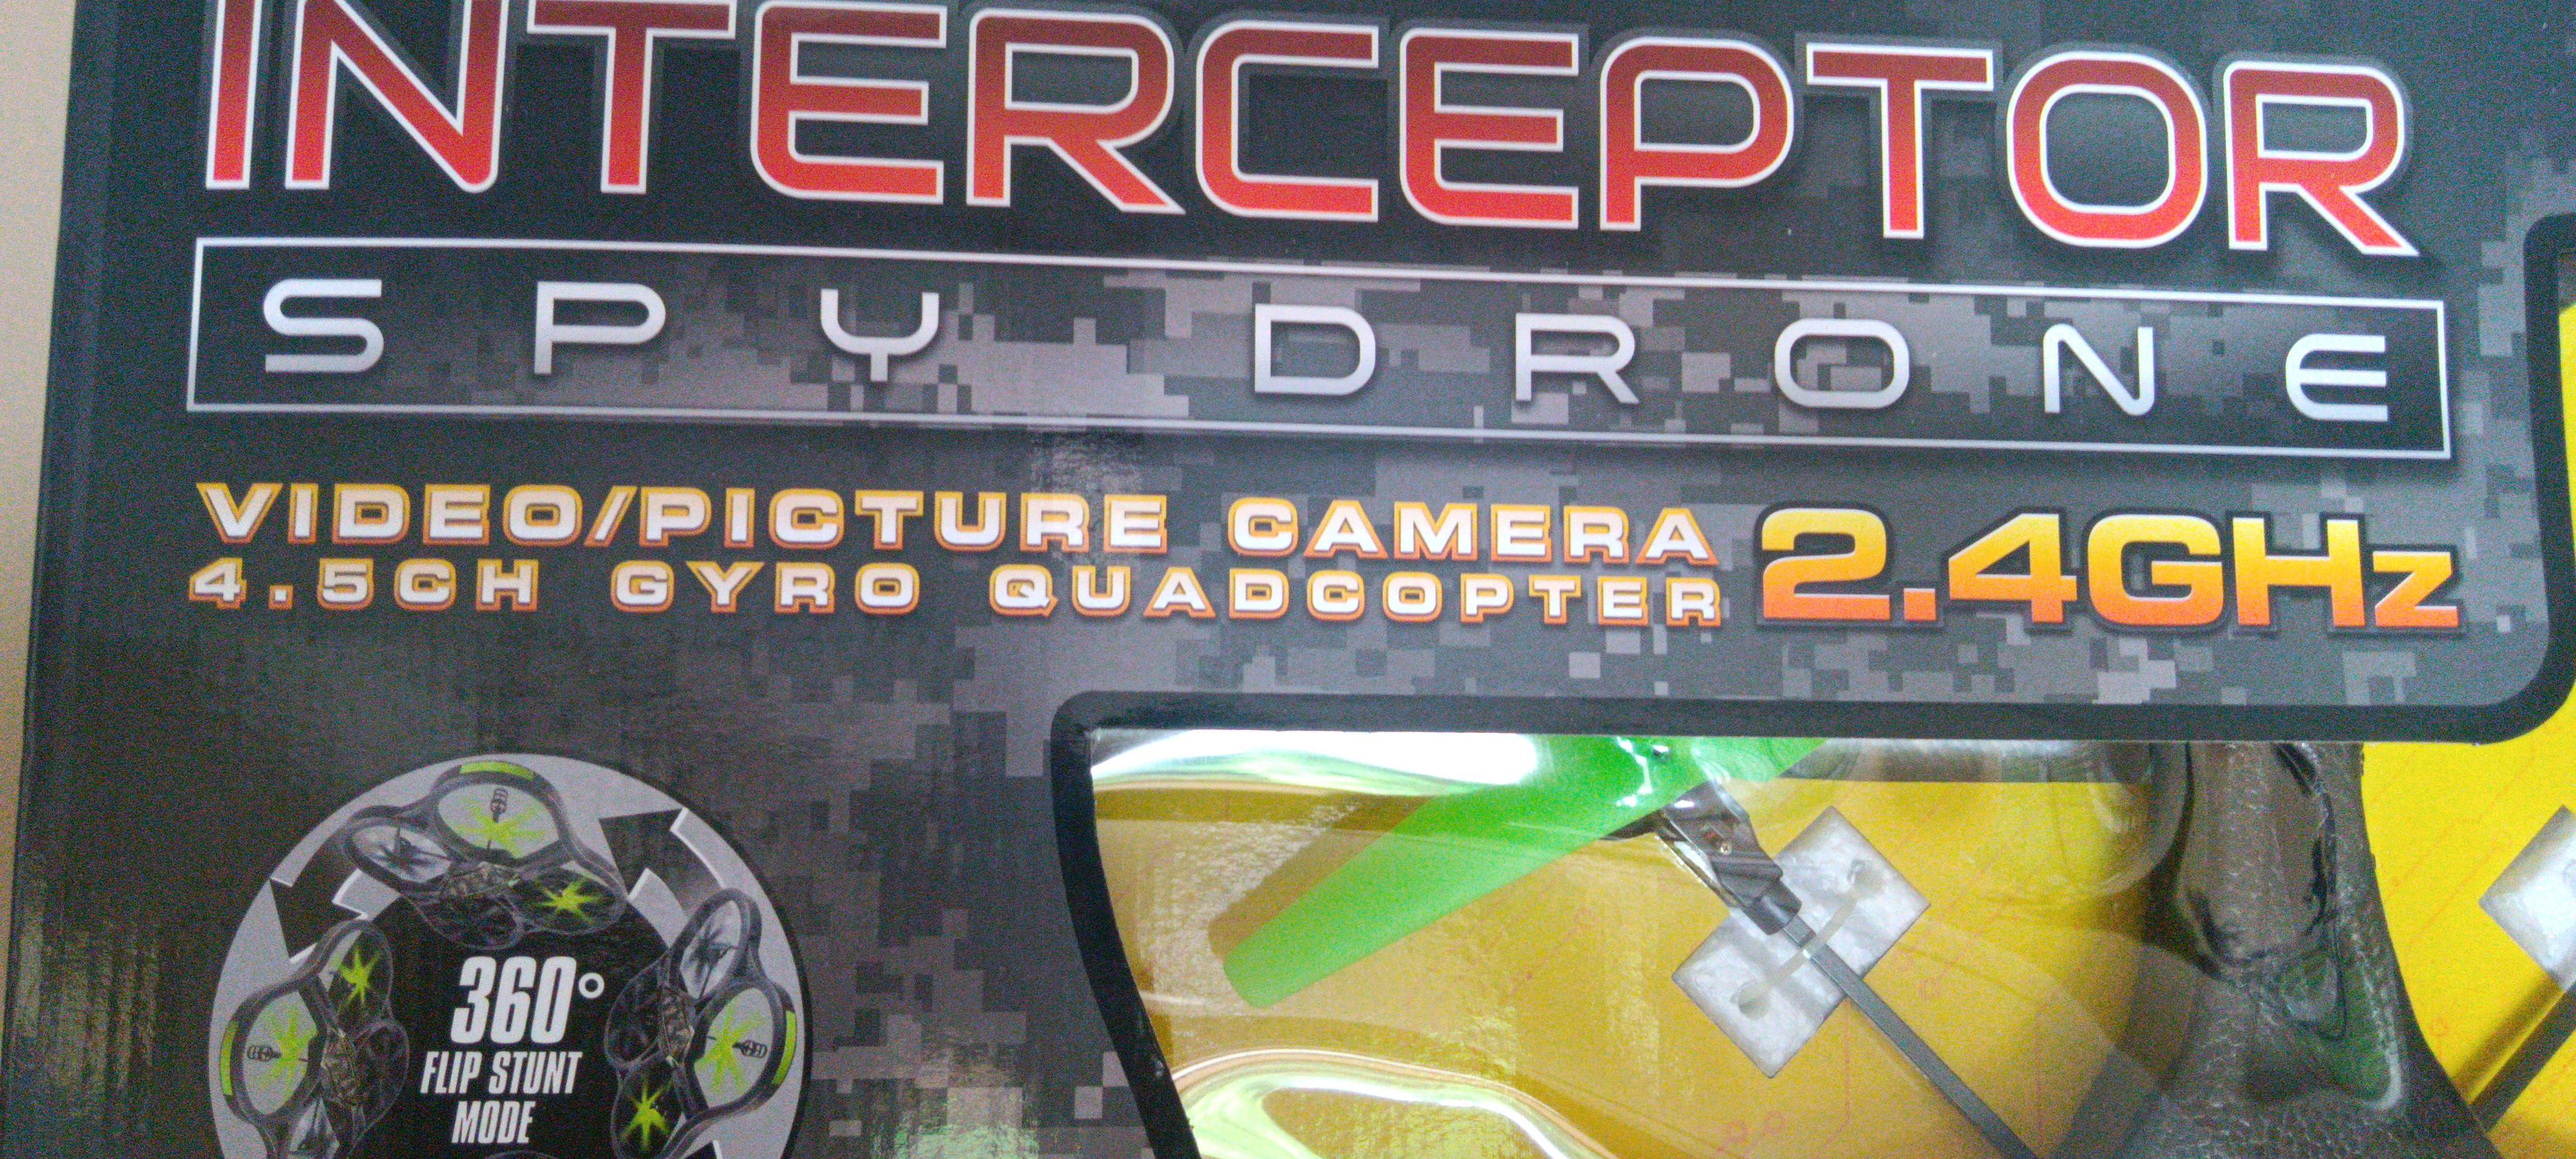 INTERCEPTOR
SPY DRONE
VIDEO/PICTURE CAMERA
4.5CH GYRO QUADCOPTER 2.4GHz
360°
FLIP STUNT
MODE